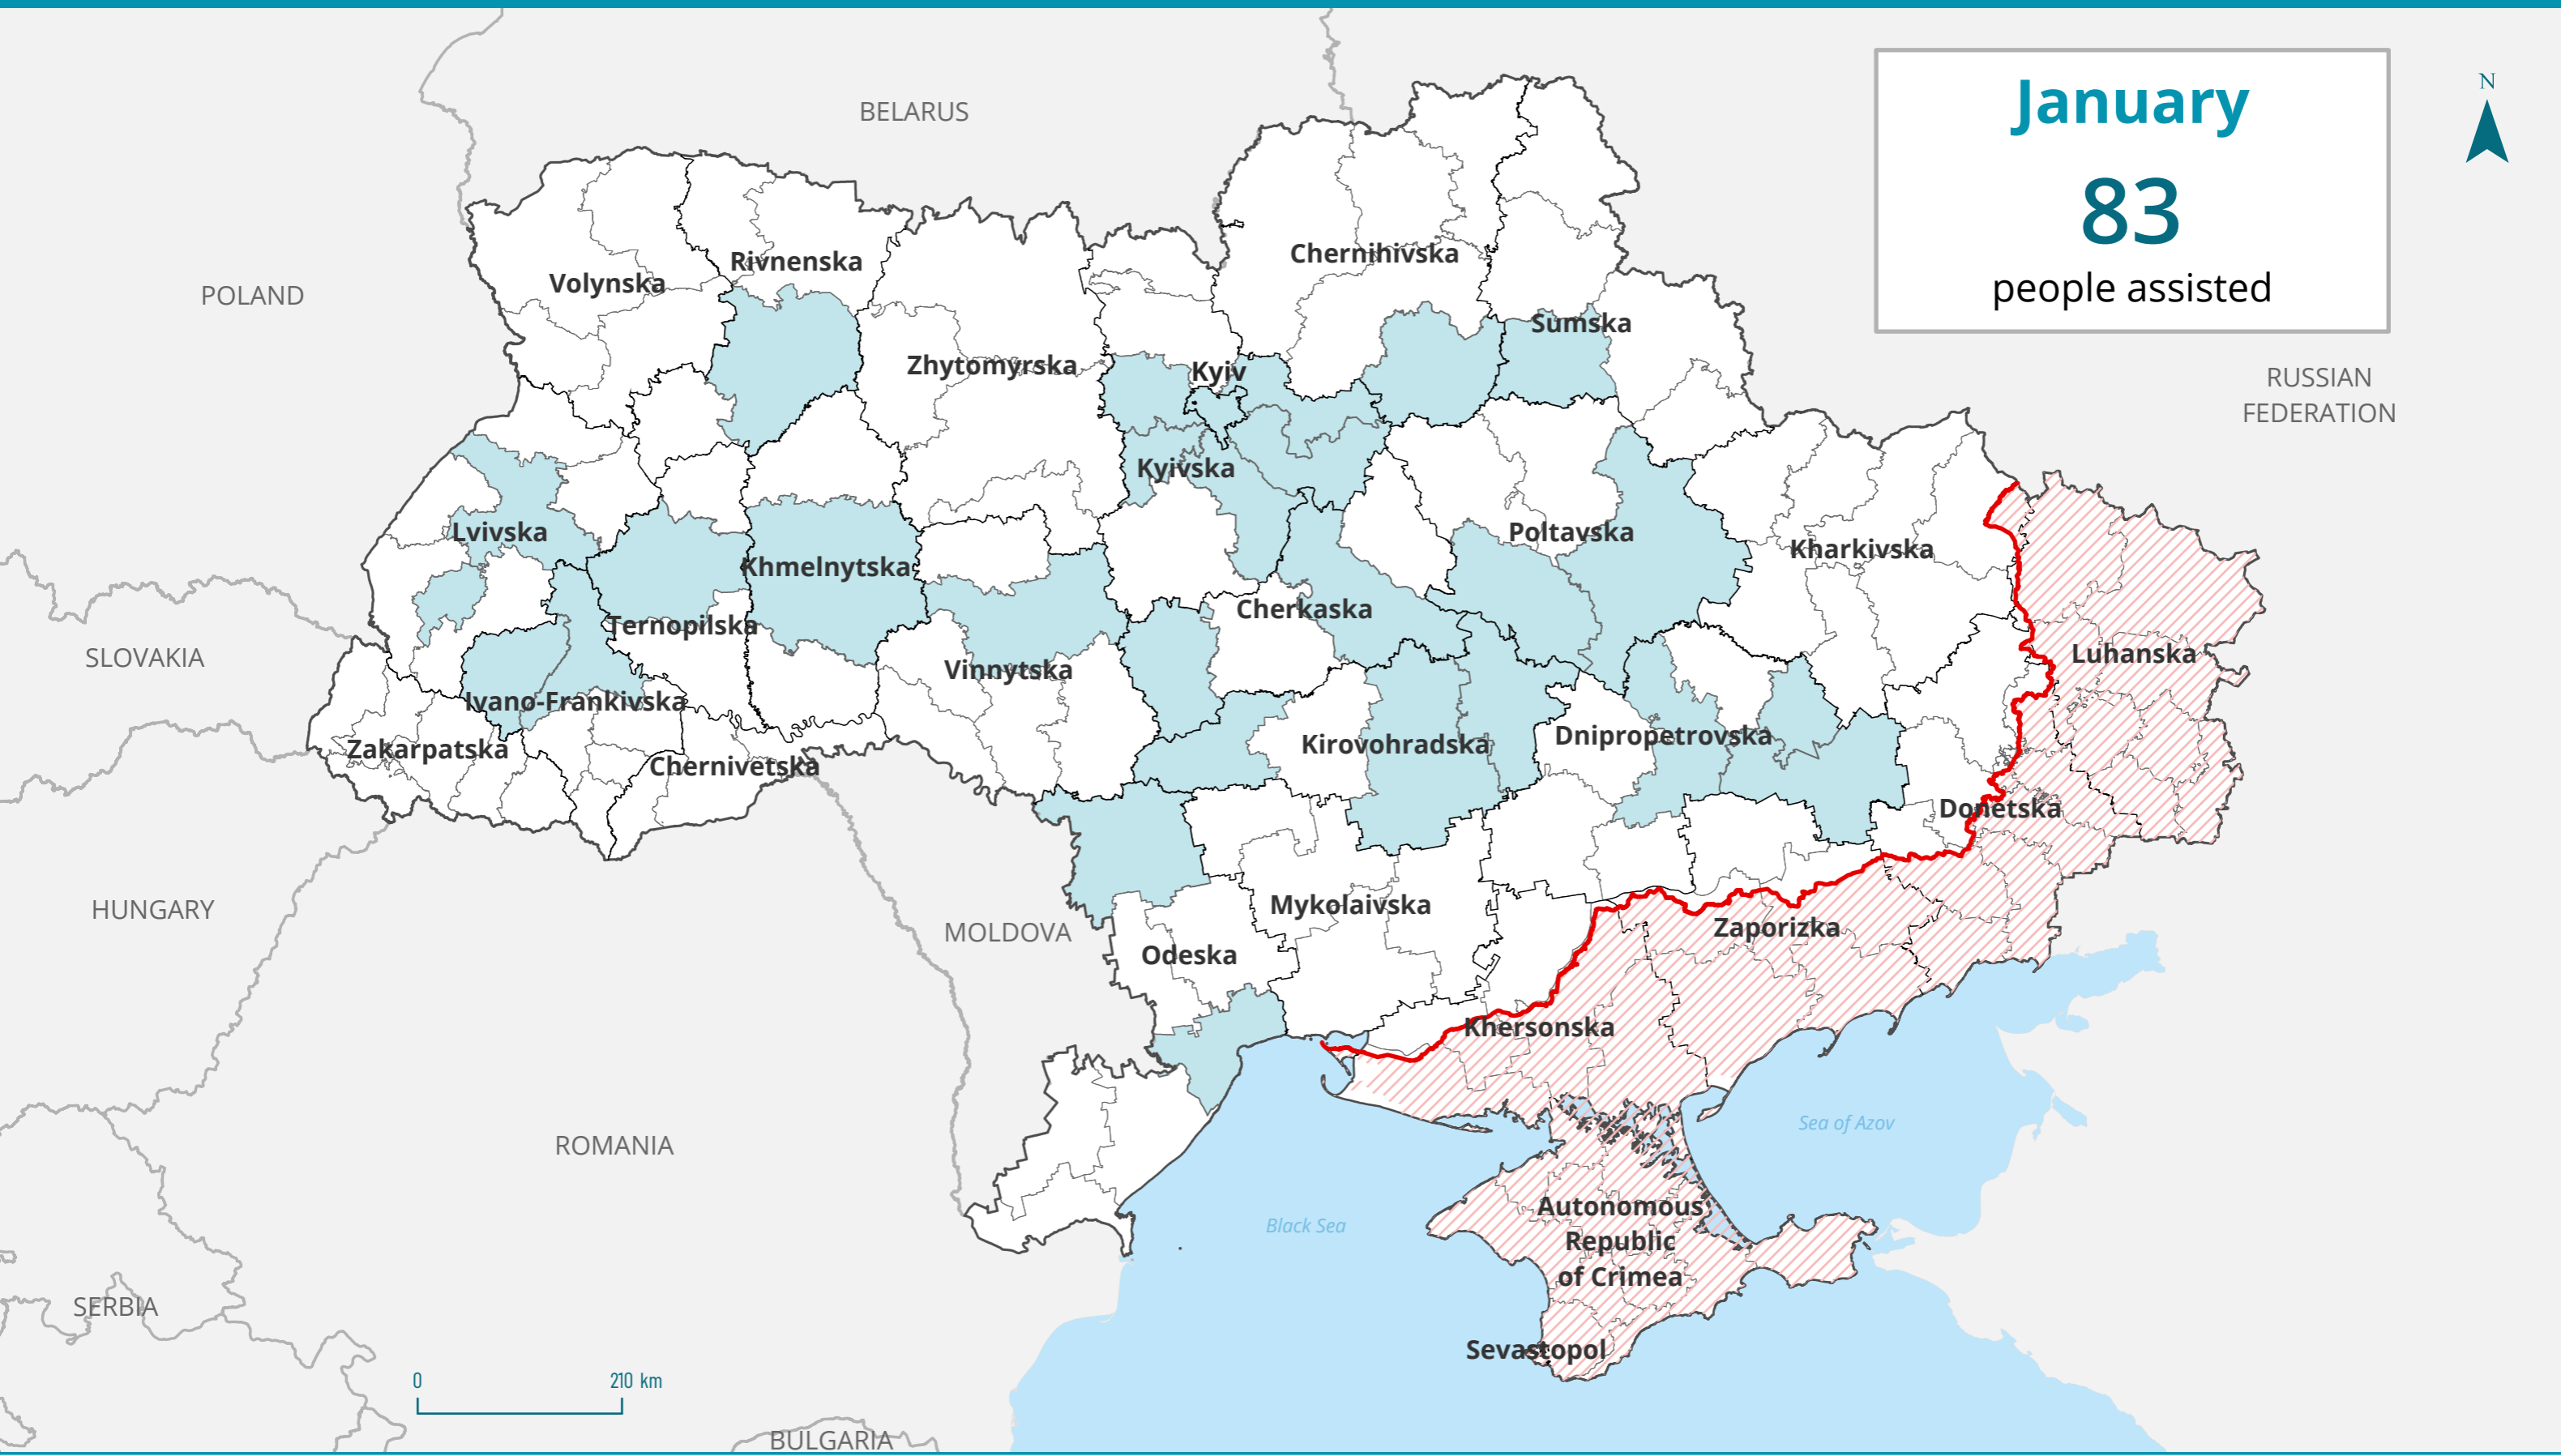 January
83
people assisted
N
BELARUS
POLAND
RUSSIAN
FEDERATION
SLOVAKIA
HUNGARY
MOLDOVA
ROMANIA
SERBIA
BULGARIA
Volynska
Rivnenska
Zhytomyrska
Kyiv
Chernihivska
Sumska
Kyivska
Lvivska
Khmelnytska
Ternopilska
Ivano-Frankivska
Zakarpatska
Chernivetska
Vinnytska
Cherkaska
Poltavska
Kharkivska
Luhanska
Kirovohradska
Dnipropetrovska
Donetska
Mykolaivska
Odeska
Zaporizka
Khersonska
Autonomous
Republic
of Crimea
Sevastopol
Sea of Azov
Black Sea
0 210 km